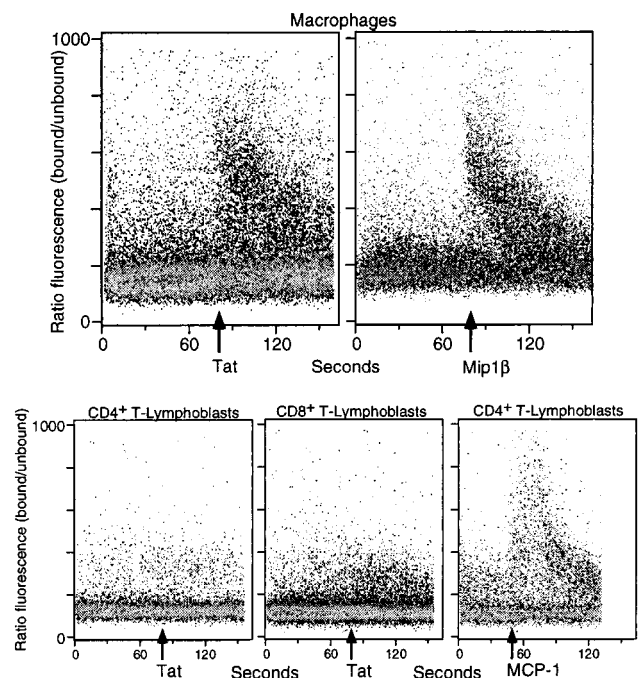 Macrophages
Ratio fluorescence (bound/unbound)
1000
0
0 60 120
0 60 120
Seconds
Tat
Mip1β
CD4+ T-Lymphoblasts
CD8+ T-Lymphoblasts
CD4+ T-Lymphoblasts
Ratio fluorescence (bound/unbound)
1000
0
0 60 120
0 60 120
0 60 120
Tat
Seconds
Tat
Seconds
MCP-1